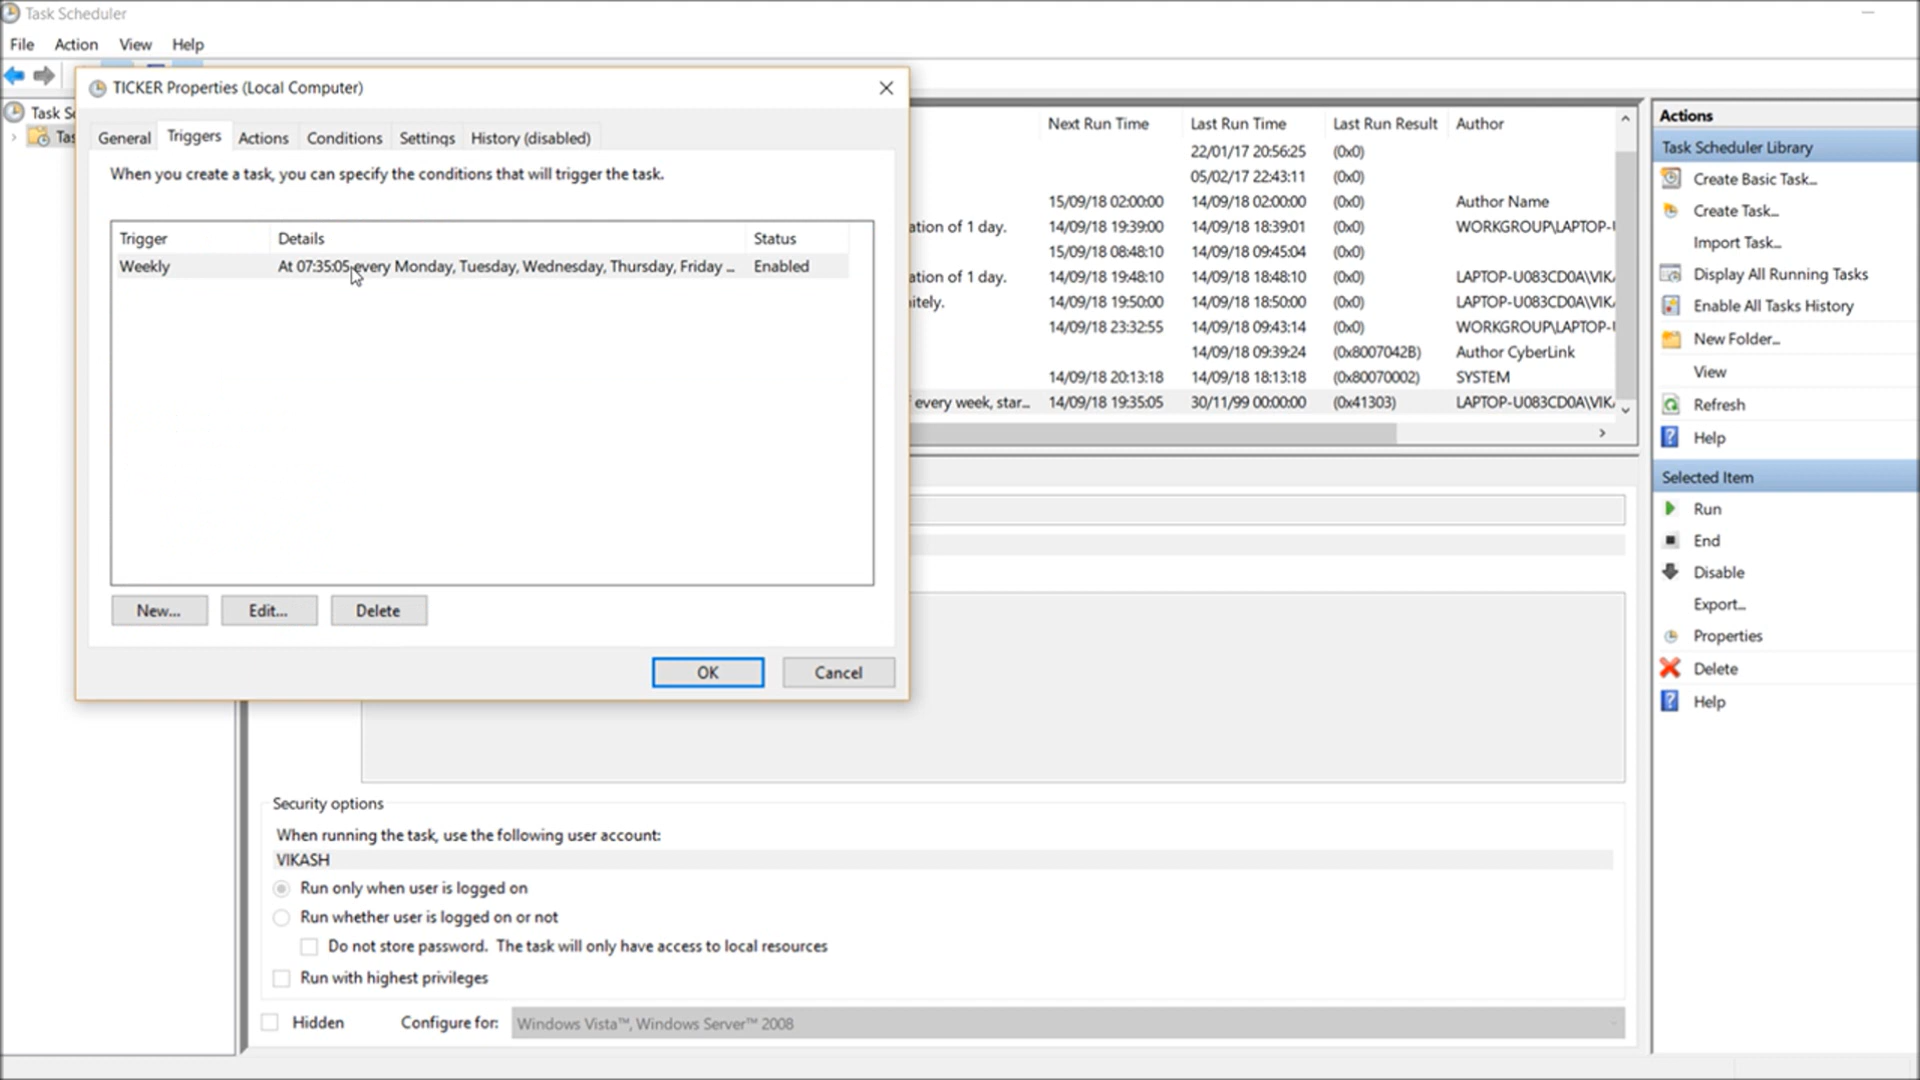 Task Scheduler
File Action View Help
TICKER Properties (Local Computer)
Task Sc
Tas
General Triggers Actions Conditions Settings History (disabled)
When you create a task, you can specify the conditions that will trigger the task.
Trigger Details Status
Weekly At 07:35:05 every Monday, Tuesday, Wednesday, Thursday, Friday ... Enabled
New... Edit... Delete
OK Cancel
Next Run Time Last Run Time Last Run Result Author
22/01/17 20:56:25 (0x0)
05/02/17 22:43:11 (0x0)
15/09/18 02:00:00 14/09/18 02:00:00 (0x0) Author Name
ation of 1 day. 14/09/18 19:39:00 14/09/18 18:39:01 (0x0) WORKGROUP\LAPTOP-
15/09/18 08:48:10 14/09/18 09:45:04 (0x0)
ation of 1 day. 14/09/18 19:48:10 14/09/18 18:48:10 (0x0) LAPTOP-U083CD0A\VIK
itely. 14/09/18 19:50:00 14/09/18 18:50:00 (0x0) LAPTOP-U083CD0A\VIK
14/09/18 23:32:55 14/09/18 09:43:14 (0x0) WORKGROUP\LAPTOP-
14/09/18 09:39:24 (0x8007042B) Author CyberLink
14/09/18 20:13:18 14/09/18 18:13:18 (0x80070002) SYSTEM
every week, star... 14/09/18 19:35:05 30/11/99 00:00:00 (0x41303) LAPTOP-U083CD0A\VIK
Security options
When running the task, use the following user account:
VIKASH
Run only when user is logged on
Run whether user is logged on or not
Do not store password. The task will only have access to local resources
Run with highest privileges
Hidden Configure for: Windows Vista™, Windows Server™ 2008
Actions
Task Scheduler Library
Create Basic Task...
Create Task...
Import Task...
Display All Running Tasks
Enable All Tasks History
New Folder...
View
Refresh
Help
Selected Item
Run
End
Disable
Export...
Properties
Delete
Help